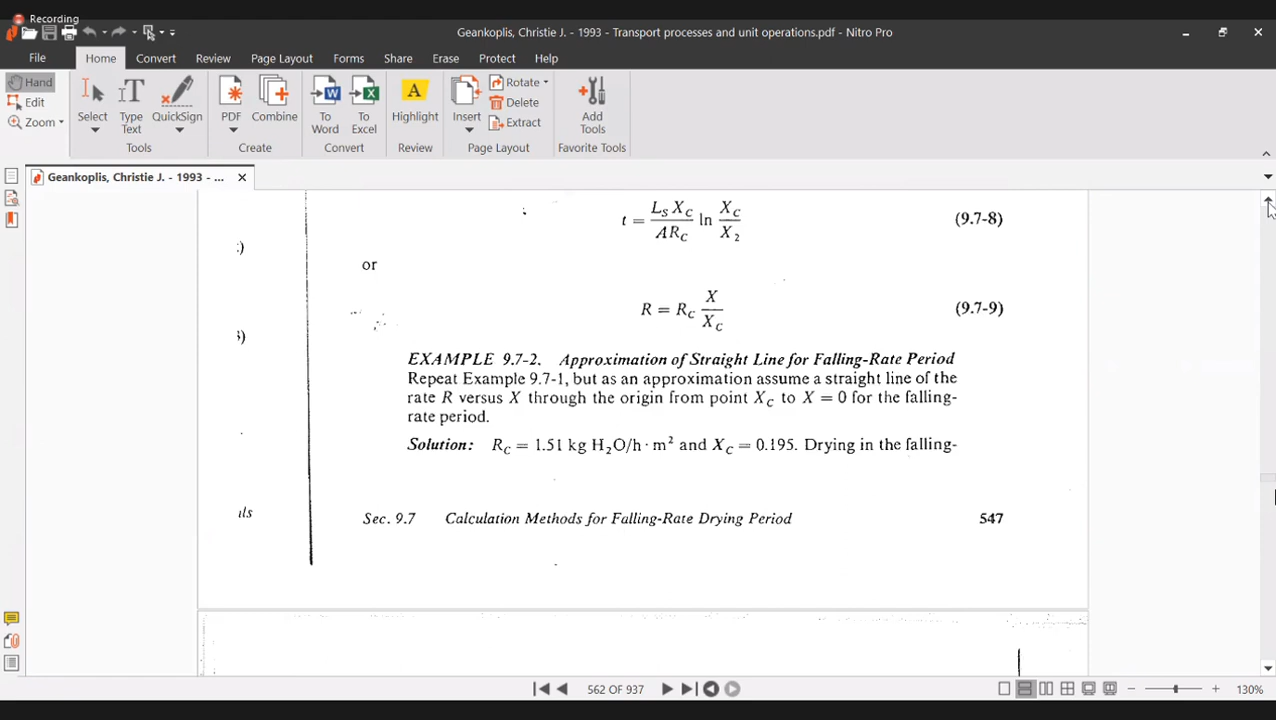 Recording
Geankoplis, Christie J. - 1993 - Transport processes and unit operations.pdf - Nitro Pro
File Home Convert Review Page Layout Forms Share Erase Protect Help
Hand
Edit
Zoom
Select
Type Text
QuickSign
PDF
Combine
To Word
To Excel
Highlight
Insert
Rotate
Delete
Extract
Add Tools
Tools Create Convert Review Page Layout Favorite Tools
Geankoplis, Christie J. - 1993 - ...
t = L_S X_C / A R_C ln X_C / X_2 (9.7-8)
:)
or
R = R_C X / X_C (9.7-9)
EXAMPLE 9.7-2. Approximation of Straight Line for Falling-Rate Period
Repeat Example 9.7-1, but as an approximation assume a straight line of the
rate R versus X through the origin from point X_C to X = 0 for the falling-
rate period.
Solution: R_C = 1.51 kg H₂O/h · m² and X_C = 0.195. Drying in the falling-
ls
Sec. 9.7 Calculation Methods for Falling-Rate Drying Period 547
562 OF 937
130%